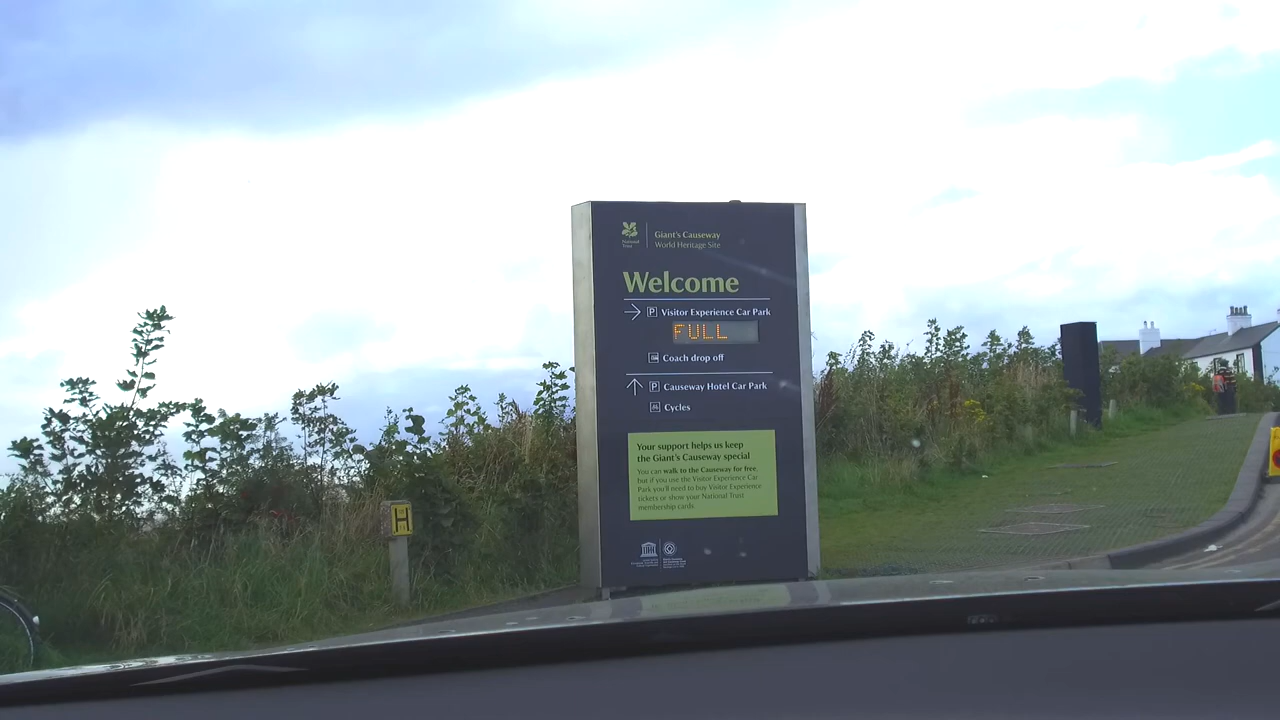 National
Trust
Giant's Causeway
World Heritage Site
Welcome
P Visitor Experience Car Park
FULL
Coach drop off
P Causeway Hotel Car Park
Cycles
Your support helps us keep
the Giant's Causeway special
You can walk to the Causeway for free,
but if you use the Visitor Experience Car
Park you'll need to buy Visitor Experience
tickets or show your National Trust
membership cards.
H